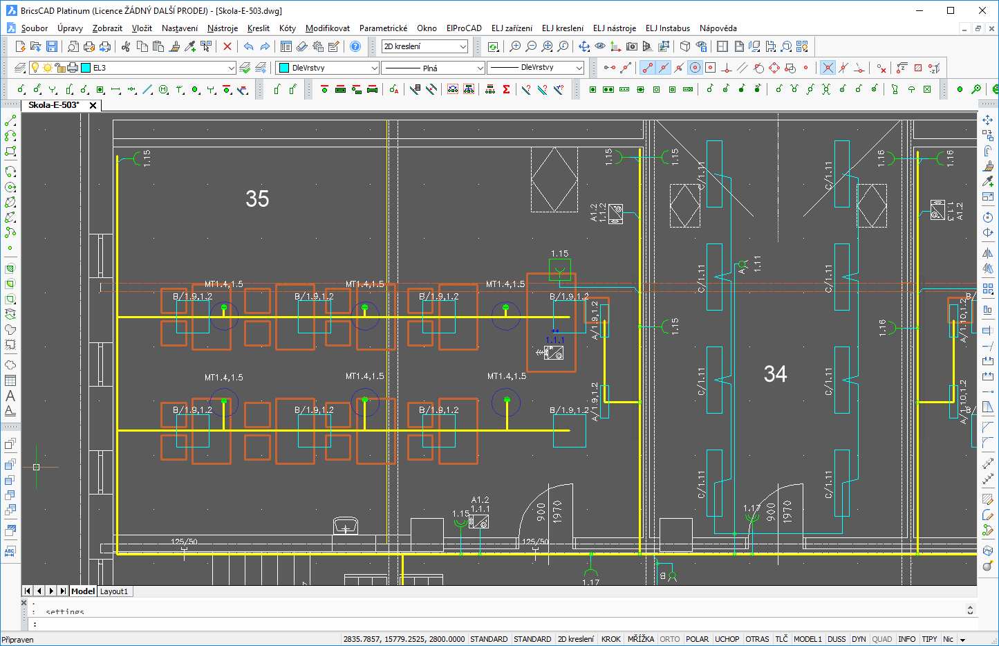 BricsCAD Platinum (Licence ŽÁDNÝ DALŠÍ PRODEJ) - [Skola-E-503.dwg]
Soubor Úpravy Zobrazit Vložit Nastavení Nástroje Kreslit Kóty Modifikovat Parametrické Okno ElProCAD ELJ zařízení ELJ kreslení ELJ nástroje ELJ Instabus Nápověda
2D kreslení
EL3 DleVrstvy Plná DleVrstvy
Skola-E-503*
1.15 1.15 1.15 1.16 1.16
C/1.11 C/1.11
35
A1.2 1.1.2 1.1.3 A1.2
1.15
C/1.11 A 1.11 C/1.11
MT1.4,1.5 MT1.4,1.5 MT1.4,1.5
B/1.9,1.2 B/1.9,1.2 B/1.9,1.2 B/1.9,1.2 B/
A/1.9,1.2 1.15 1.16 A/1.10,1.2
1.1.1
34
MT1.4,1.5 MT1.4,1.5 MT1.4,1.5
C/1.11 C/1.11
B/1.9,1.2 B/1.9,1.2 B/1.9,1.2 B/1.9,1.2 B/
A/1.9,1.2 A/1.10,1.2
C/1.11 C/1.11
A1.2
1.1.1
1.15 900 1970 1.17 900 1970
125/50 125/50
1.17 B
Model Layout1
: settings
:
ABC
Připraven 2835.7857, 15779.2525, 2800.0000 STANDARD STANDARD 2D kreslení KROK MŘÍŽKA ORTO POLAR UCHOP OTRAS TLČ MODEL1 DUSS DYN QUAD INFO TIPY Nic